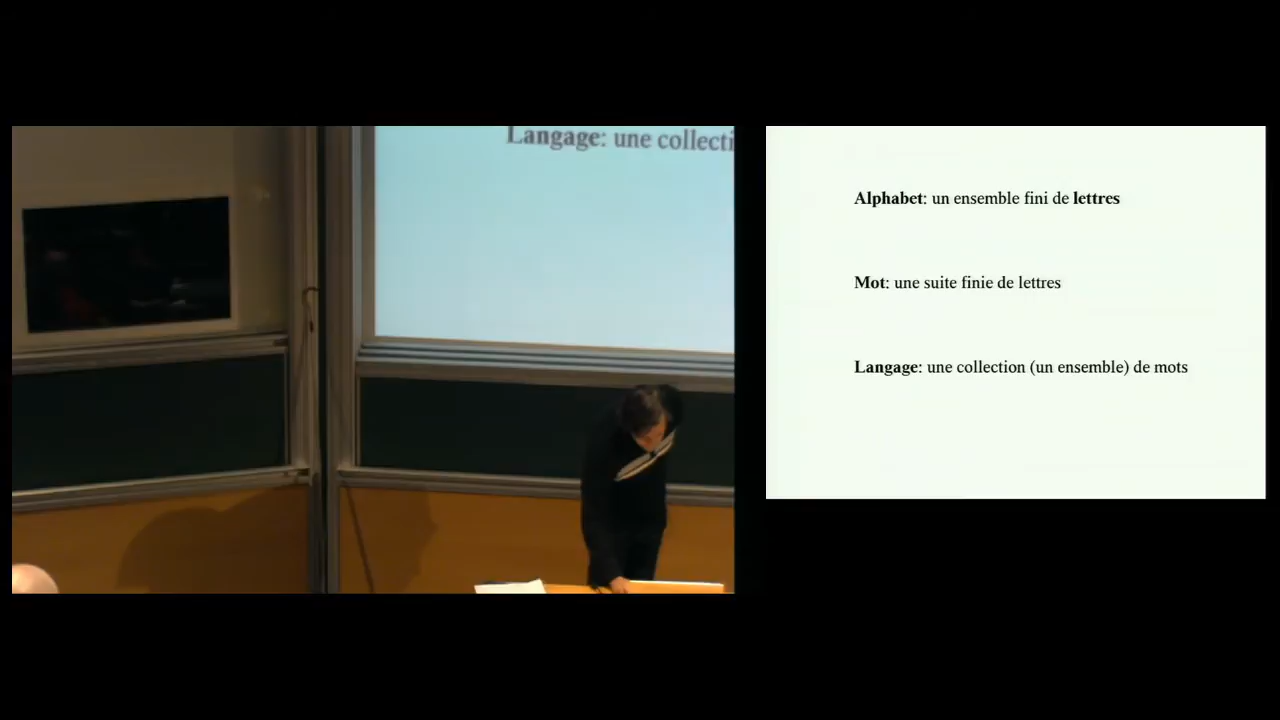 Langage: une collecti
Alphabet: un ensemble fini de lettres
Mot: une suite finie de lettres
Langage: une collection (un ensemble) de mots